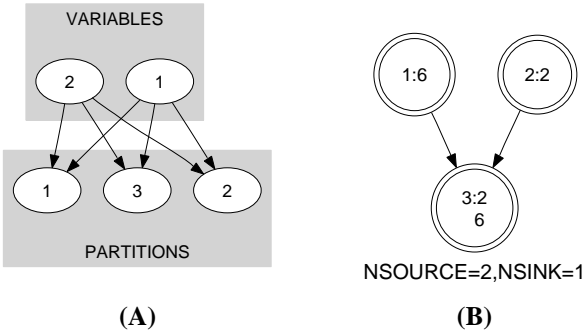 VARIABLES
2 1
1 3 2
PARTITIONS
(A)
1:6 2:2
3:2
6
NSOURCE=2,NSINK=1
(B)